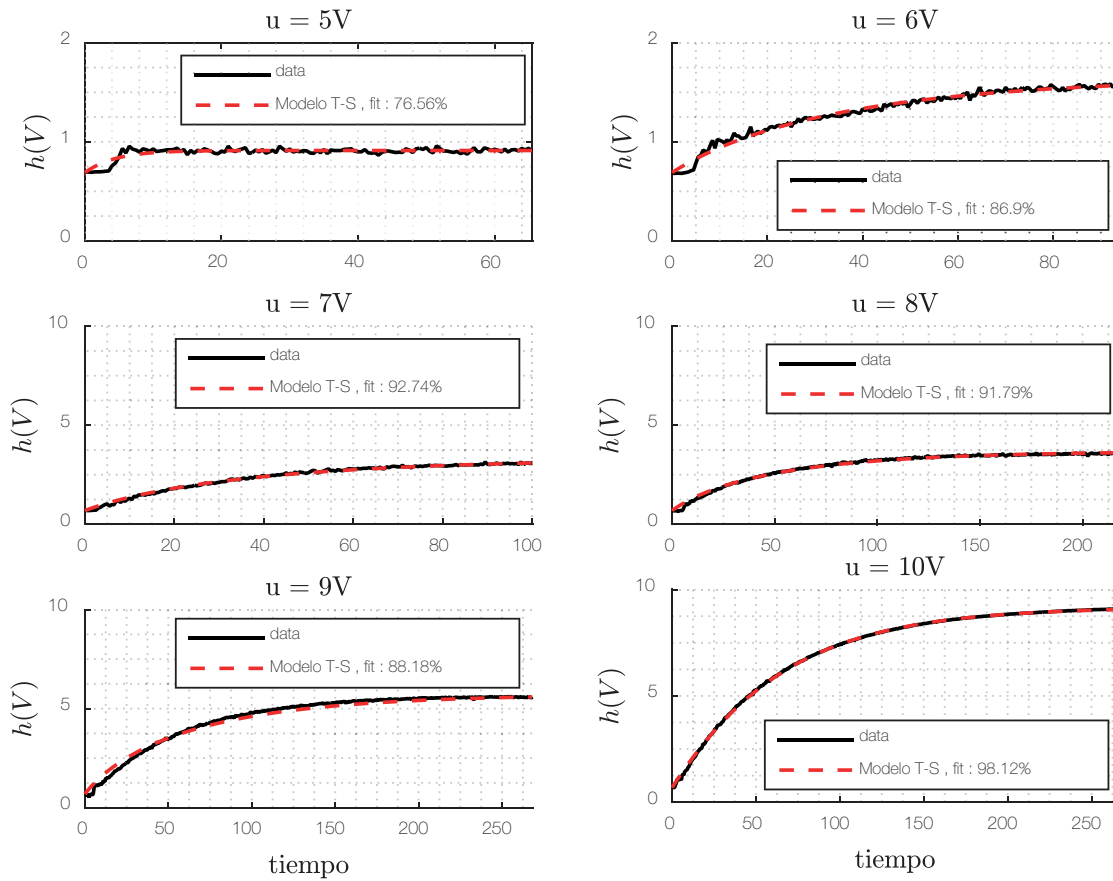 u = 5V
2
1
0
h(V)
data
Modelo T-S , fit : 76.56%
0 20 40 60
u = 6V
2
1
0
h(V)
data
Modelo T-S , fit : 86.9%
0 20 40 60 80
u = 7V
10
5
0
h(V)
data
Modelo T-S , fit : 92.74%
0 20 40 60 80 100
u = 8V
10
5
0
h(V)
data
Modelo T-S , fit : 91.79%
0 50 100 150 200
u = 9V
10
5
0
h(V)
data
Modelo T-S , fit : 88.18%
0 50 100 150 200 250
tiempo
u = 10V
10
5
0
h(V)
data
Modelo T-S , fit : 98.12%
0 50 100 150 200 250
tiempo